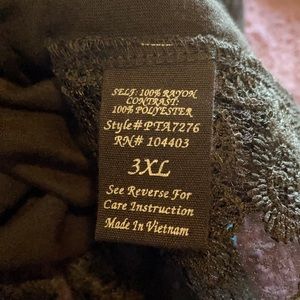 SELF: 100% RAYON
CONTRAST:
100% POLYESTER
Style#PTA7276
RN# 104403
3XL
See Reverse For
Care Instruction
Made In Vietnam